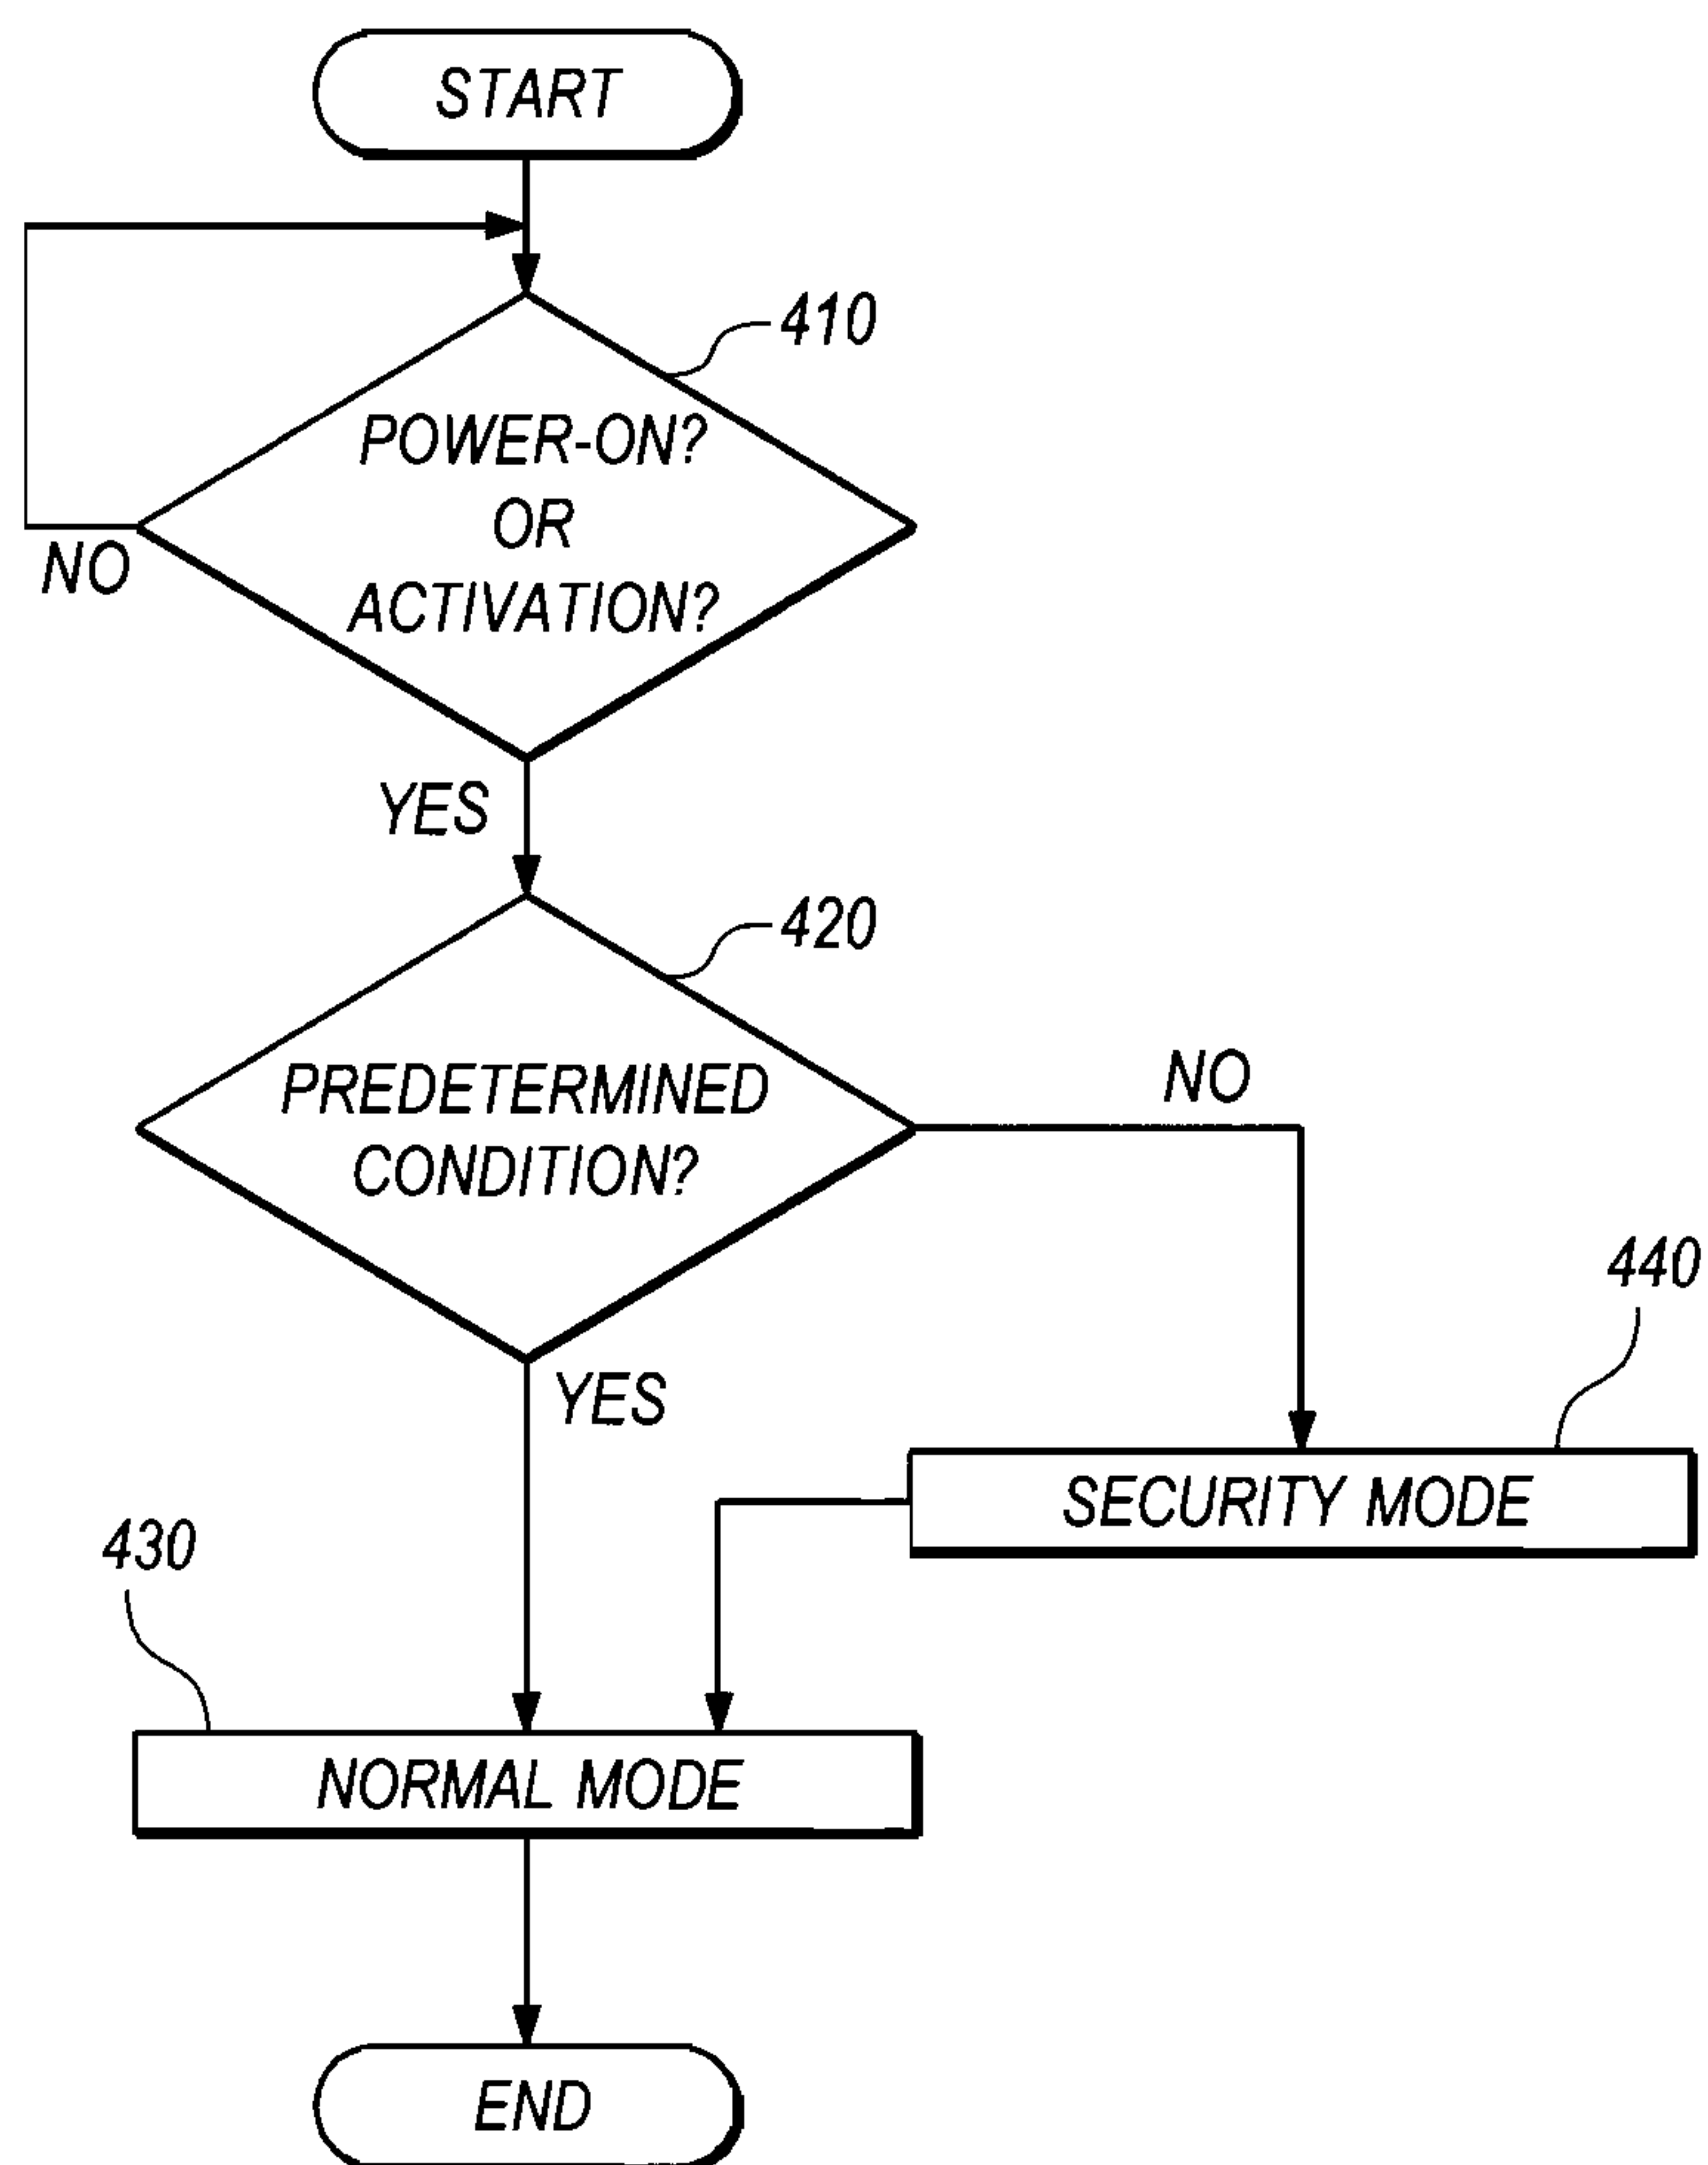 START
410
POWER-ON?
OR
ACTIVATION?
NO
YES
420
PREDETERMINED
CONDITION?
NO
YES
440
SECURITY MODE
430
NORMAL MODE
END